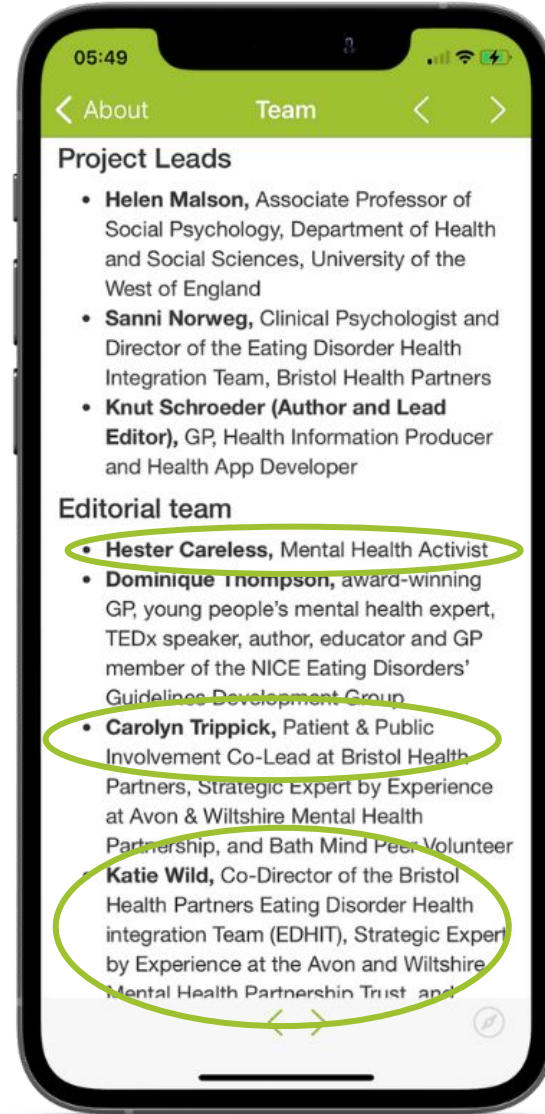 05:49
About
Team
Project Leads
• Helen Malson, Associate Professor of
Social Psychology, Department of Health
and Social Sciences, University of the
West of England
• Sanni Norweg, Clinical Psychologist and
Director of the Eating Disorder Health
Integration Team, Bristol Health Partners
• Knut Schroeder (Author and Lead
Editor), GP, Health Information Producer
and Health App Developer
Editorial team
• Hester Careless, Mental Health Activist
• Dominique Thompson, award-winning
GP, young people's mental health expert,
TEDx speaker, author, educator and GP
member of the NICE Eating Disorders'
Guidelines Development Group
• Carolyn Trippick, Patient & Public
Involvement Co-Lead at Bristol Health
Partners, Strategic Expert by Experience
at Avon & Wiltshire Mental Health
Partnership, and Bath Mind Peer Volunteer
• Katie Wild, Co-Director of the Bristol
Health Partners Eating Disorder Health
integration Team (EDHIT), Strategic Expert
by Experience at the Avon and Wiltshire
Mental Health Partnership Trust, and